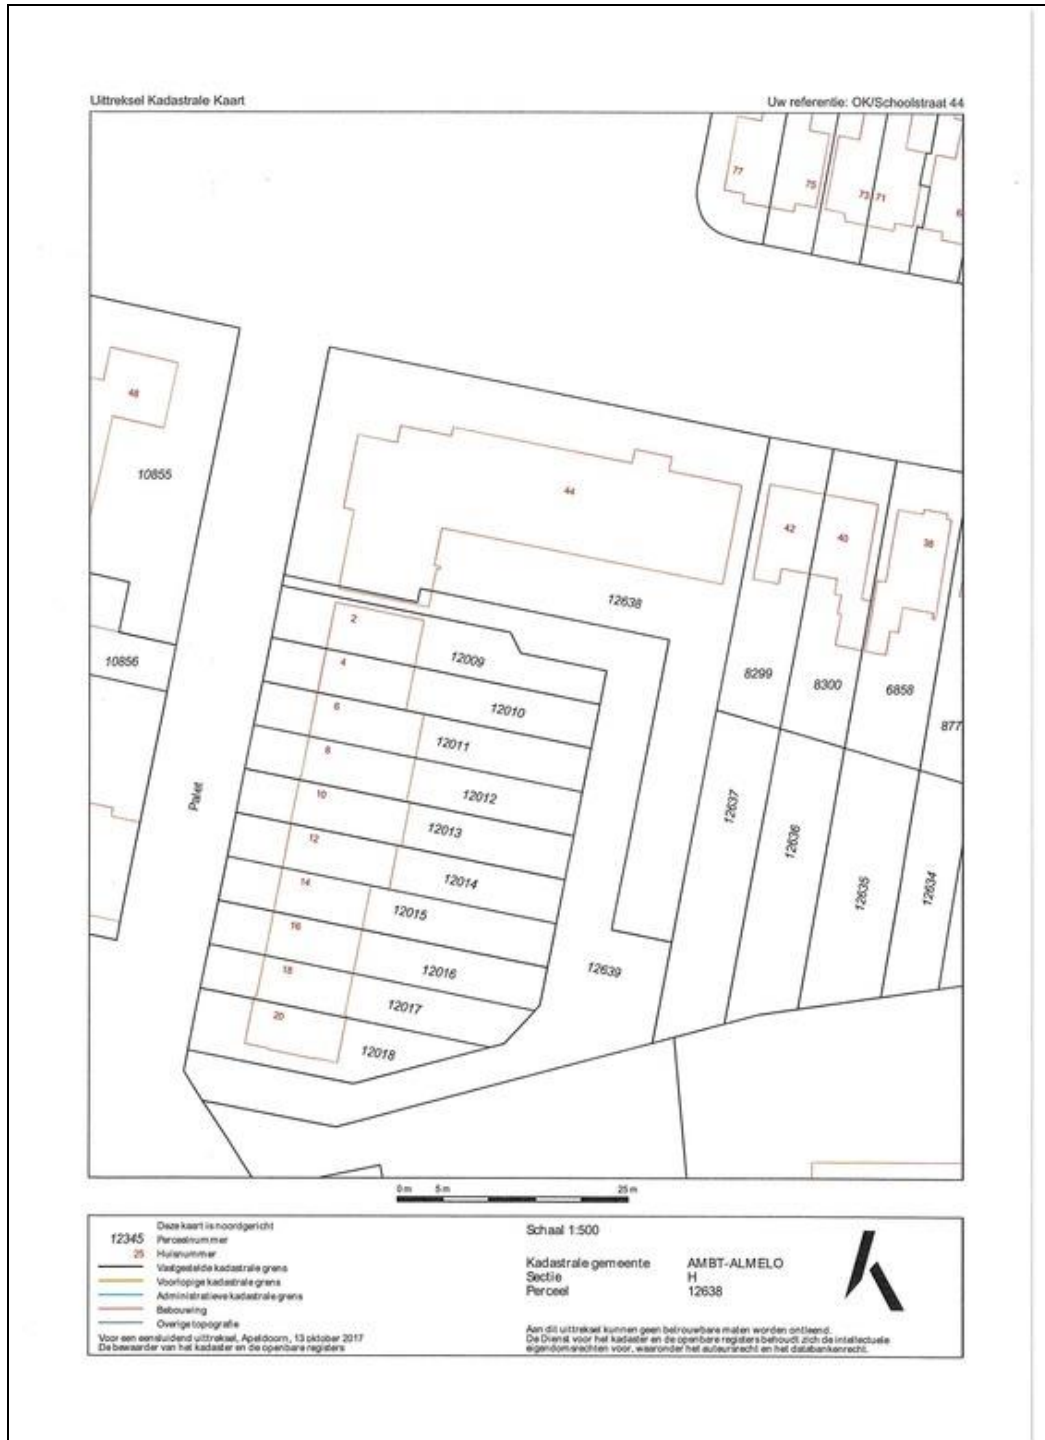 Uittreksel Kadastrale Kaart
Uw referentie: OK/Schoolstraat 44
77
75
73
71
6
48
10855
44
42
40
38
12638
2
12009
10856
4
8299
8300
6858
12010
6
877
12011
8
Palet
12012
10
12637
12013
12
12636
12014
14
12635
12634
12015
16
12016
12639
18
12017
20
12018
0 m 5 m 25 m
Deze kaart is noordgericht
12345 Perceelnummer
25 Huisnummer
Vastgestelde kadastrale grens
Voorlopige kadastrale grens
Administratieve kadastrale grens
Bebouwing
Overige topografie
Voor een eensluidend uittreksel, Apeldoorn, 13 oktober 2017
De bewaarder van het kadaster en de openbare registers
Schaal 1:500
Kadastrale gemeente AMBT-ALMELO
Sectie H
Perceel 12638
Aan dit uittreksel kunnen geen betrouwbare maten worden ontleend.
De Dienst voor het kadaster en de openbare registers behoudt zich de intellectuele
eigendomsrechten voor, waaronder het auteursrecht en het databankenrecht.